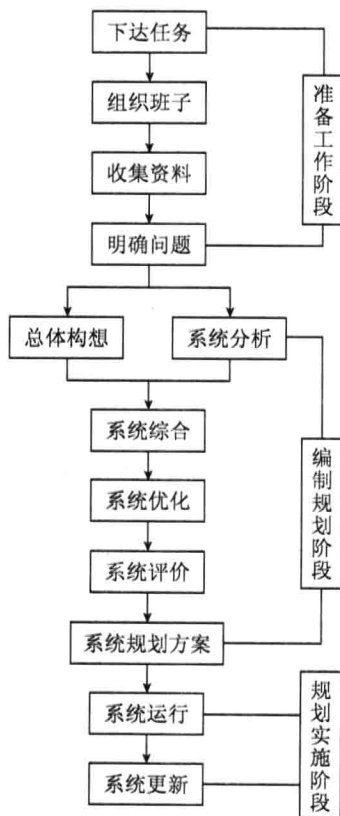 下达任务
组织班子
收集资料
明确问题
准备工作阶段
总体构想
系统分析
系统综合
系统优化
系统评价
系统规划方案
编制规划阶段
系统运行
系统更新
规划实施阶段